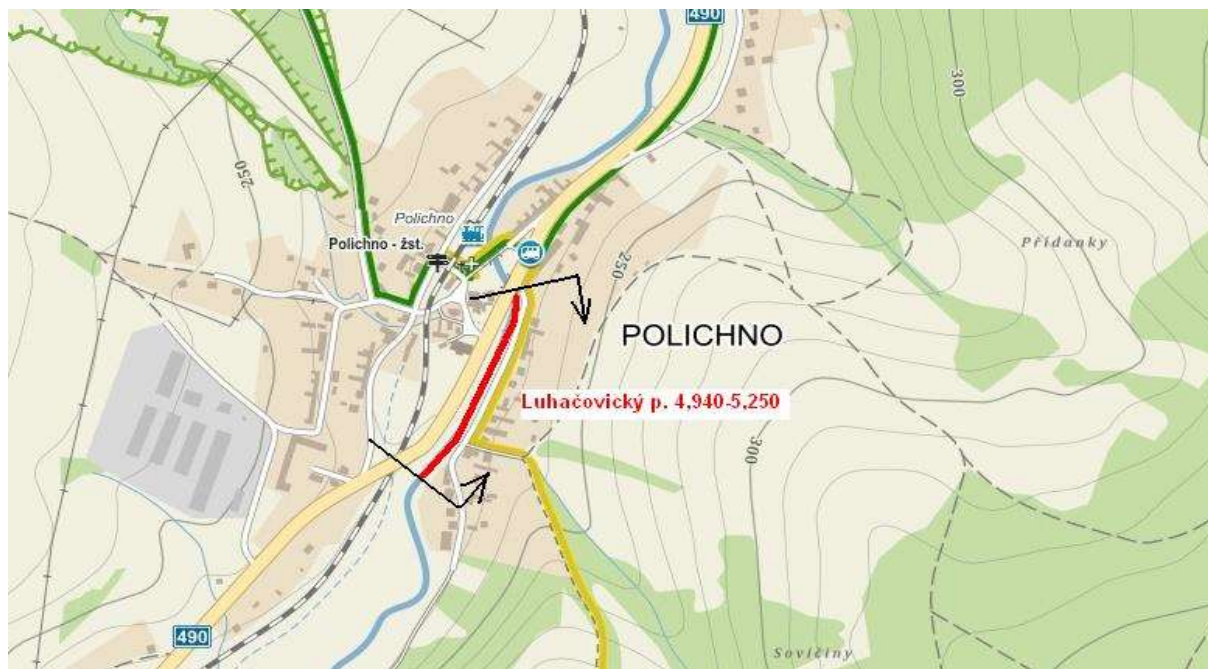 490
300
250
Polichno
Polichno - žst.
250
Přídanky
POLICHNO
Luhačovický p. 4,940-5,250
300
490
Sovičiny